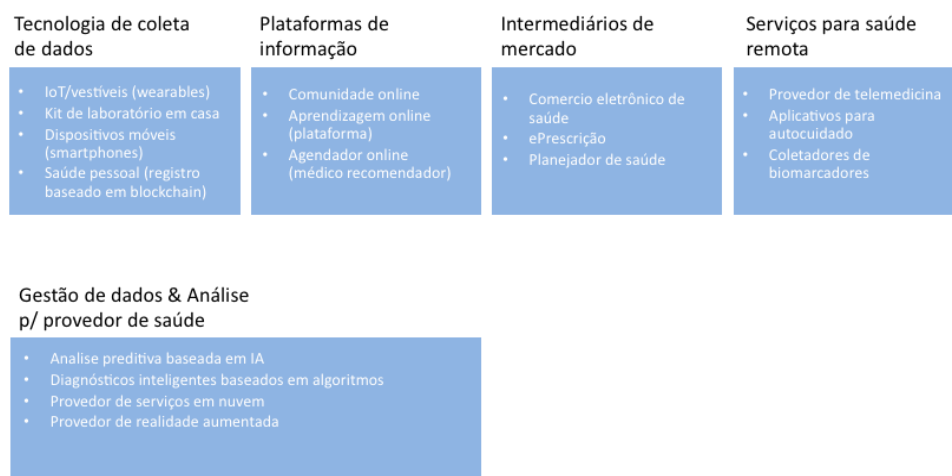 Tecnologia de coleta
de dados
• IoT/vestíveis (wearables)
• Kit de laboratório em casa
• Dispositivos móveis
(smartphones)
• Saúde pessoal (registro
baseado em blockchain)
Plataformas de
informação
• Comunidade online
• Aprendizagem online
(plataforma)
• Agendador online
(médico recomendador)
Intermediários de
mercado
• Comercio eletrônico de
saúde
• ePrescrição
• Planejador de saúde
Serviços para saúde
remota
• Provedor de telemedicina
• Aplicativos para
autocuidado
• Coletadores de
biomarcadores
Gestão de dados & Análise
p/ provedor de saúde
• Analise preditiva baseada em IA
• Diagnósticos inteligentes baseados em algoritmos
• Provedor de serviços em nuvem
• Provedor de realidade aumentada